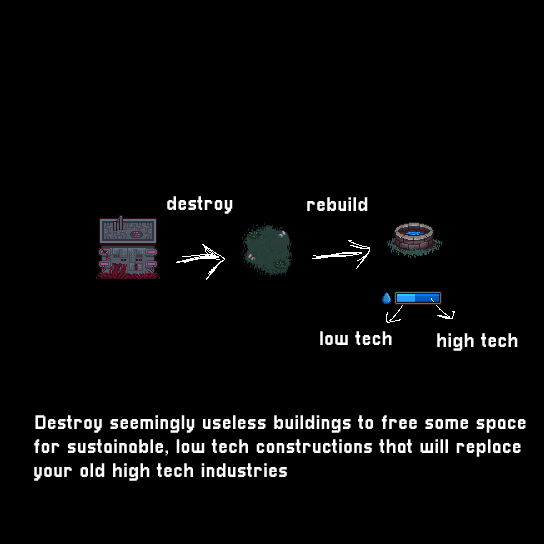 destroy
rebuild
low tech
high tech
Destroy seemingly useless buildings to free some space
for sustainable, low tech constructions that will replace
your old high tech industries